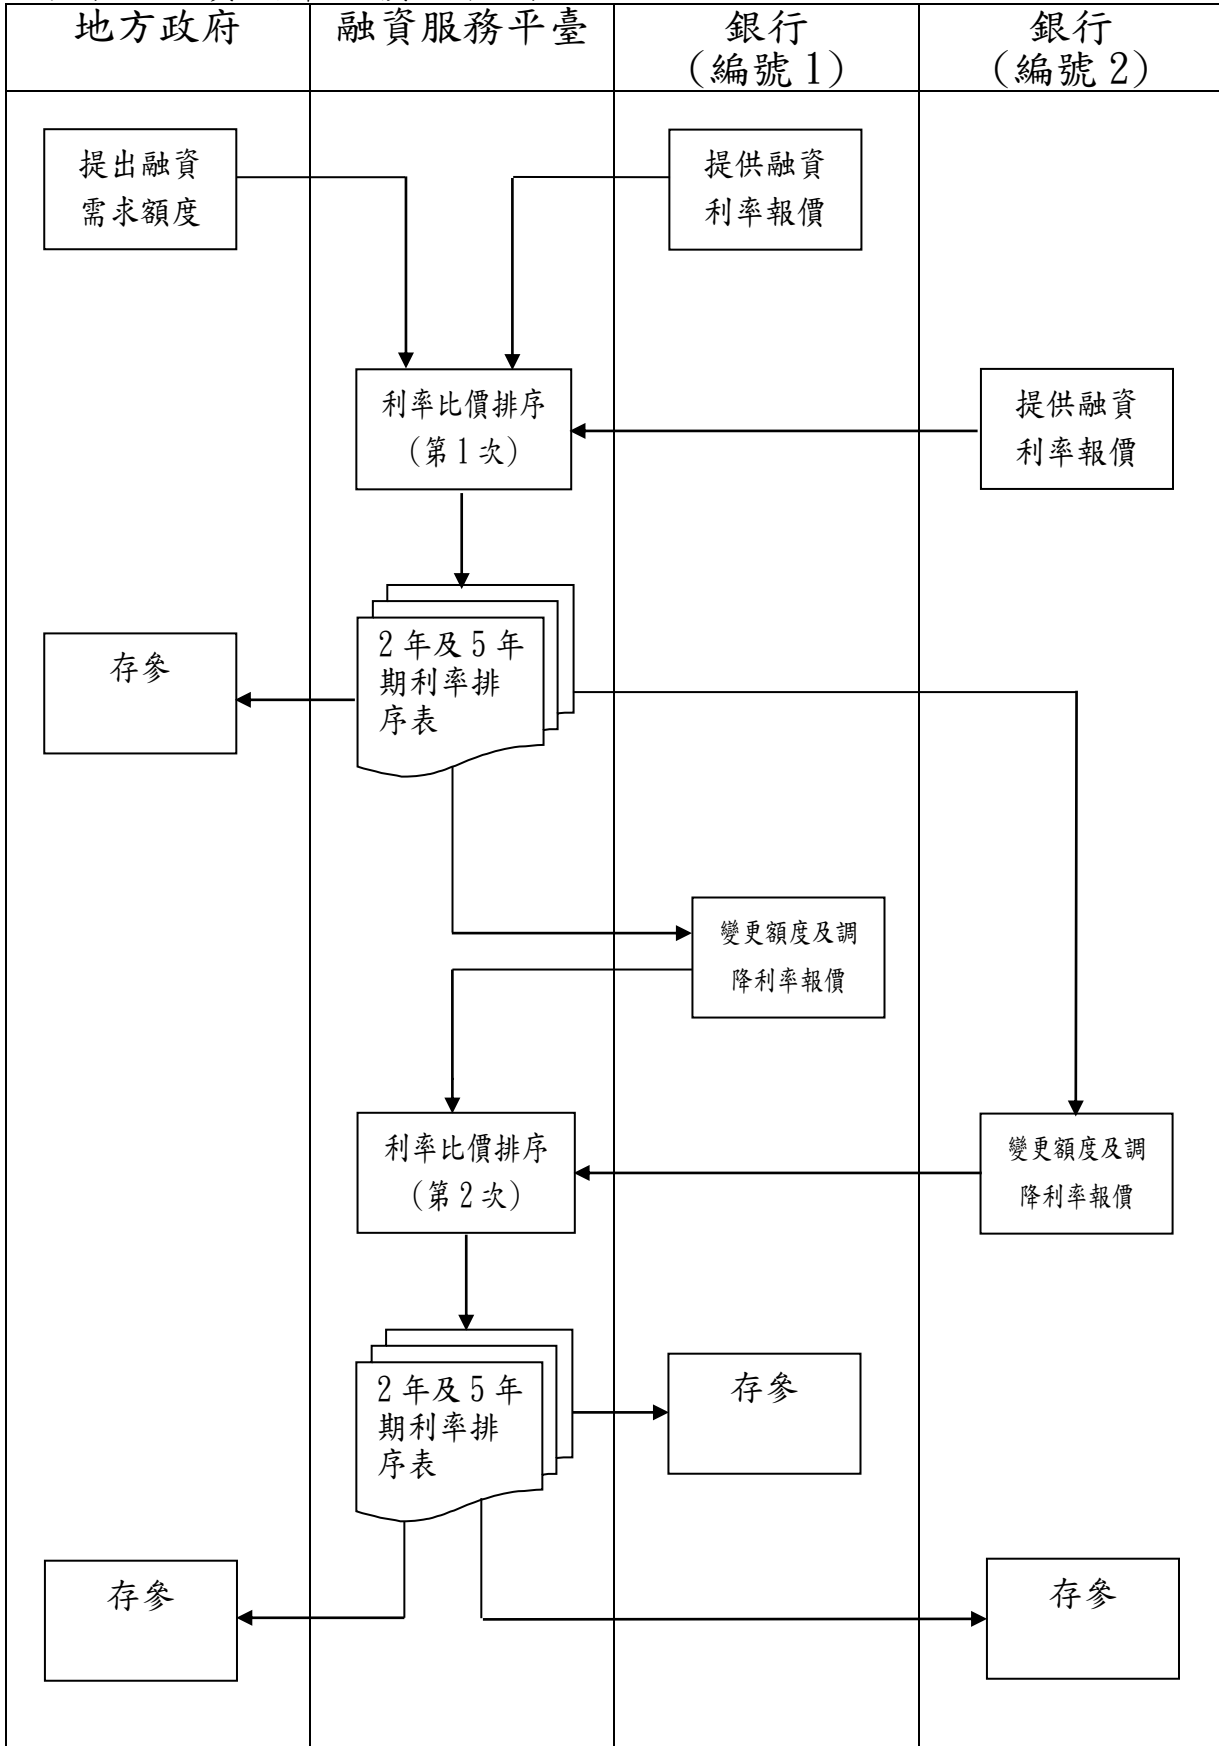 地方政府
融資服務平臺
銀行
(編號 1)
銀行
(編號 2)
提出融資
需求額度
提供融資
利率報價
利率比價排序
(第 1 次)
提供融資
利率報價
2 年及 5 年
期利率排
序表
存參
變更額度及調
降利率報價
利率比價排序
(第 2 次)
變更額度及調
降利率報價
2 年及 5 年
期利率排
序表
存參
存參
存參